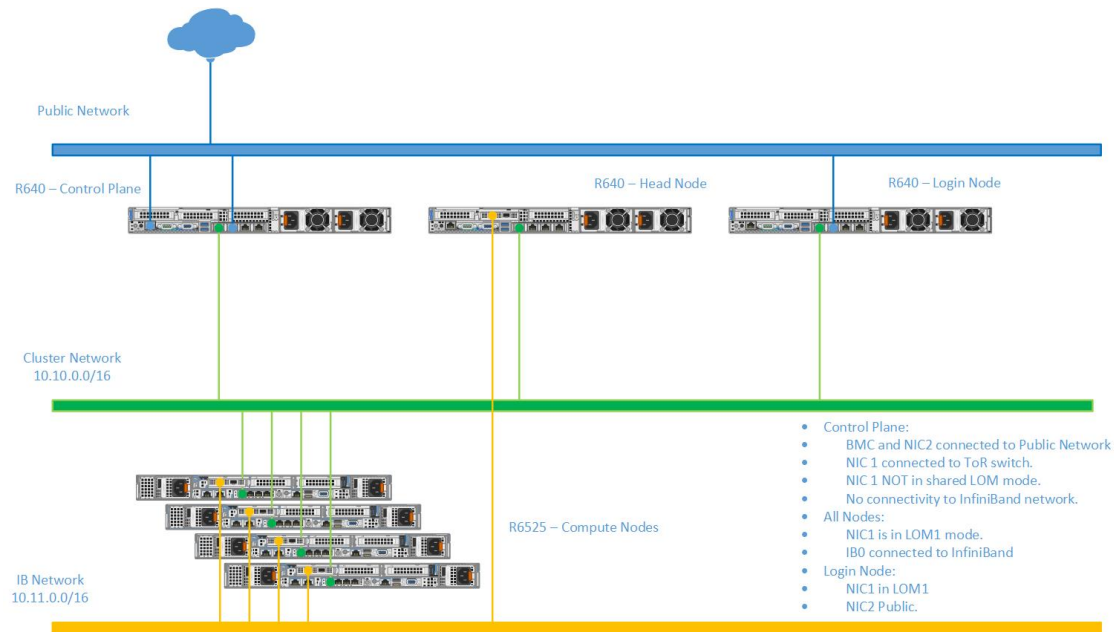 Public Network
R640 – Control Plane
R640 – Head Node
R640 – Login Node
Cluster Network
10.10.0.0/16
• Control Plane:
• BMC and NIC2 connected to Public Network
• NIC 1 connected to ToR switch.
• NIC 1 NOT in shared LOM mode.
• No connectivity to InfiniBand network.
• All Nodes:
• NIC1 is in LOM1 mode.
• IB0 connected to InfiniBand
• Login Node:
• NIC1 in LOM1
• NIC2 Public.
R6525 – Compute Nodes
IB Network
10.11.0.0/16